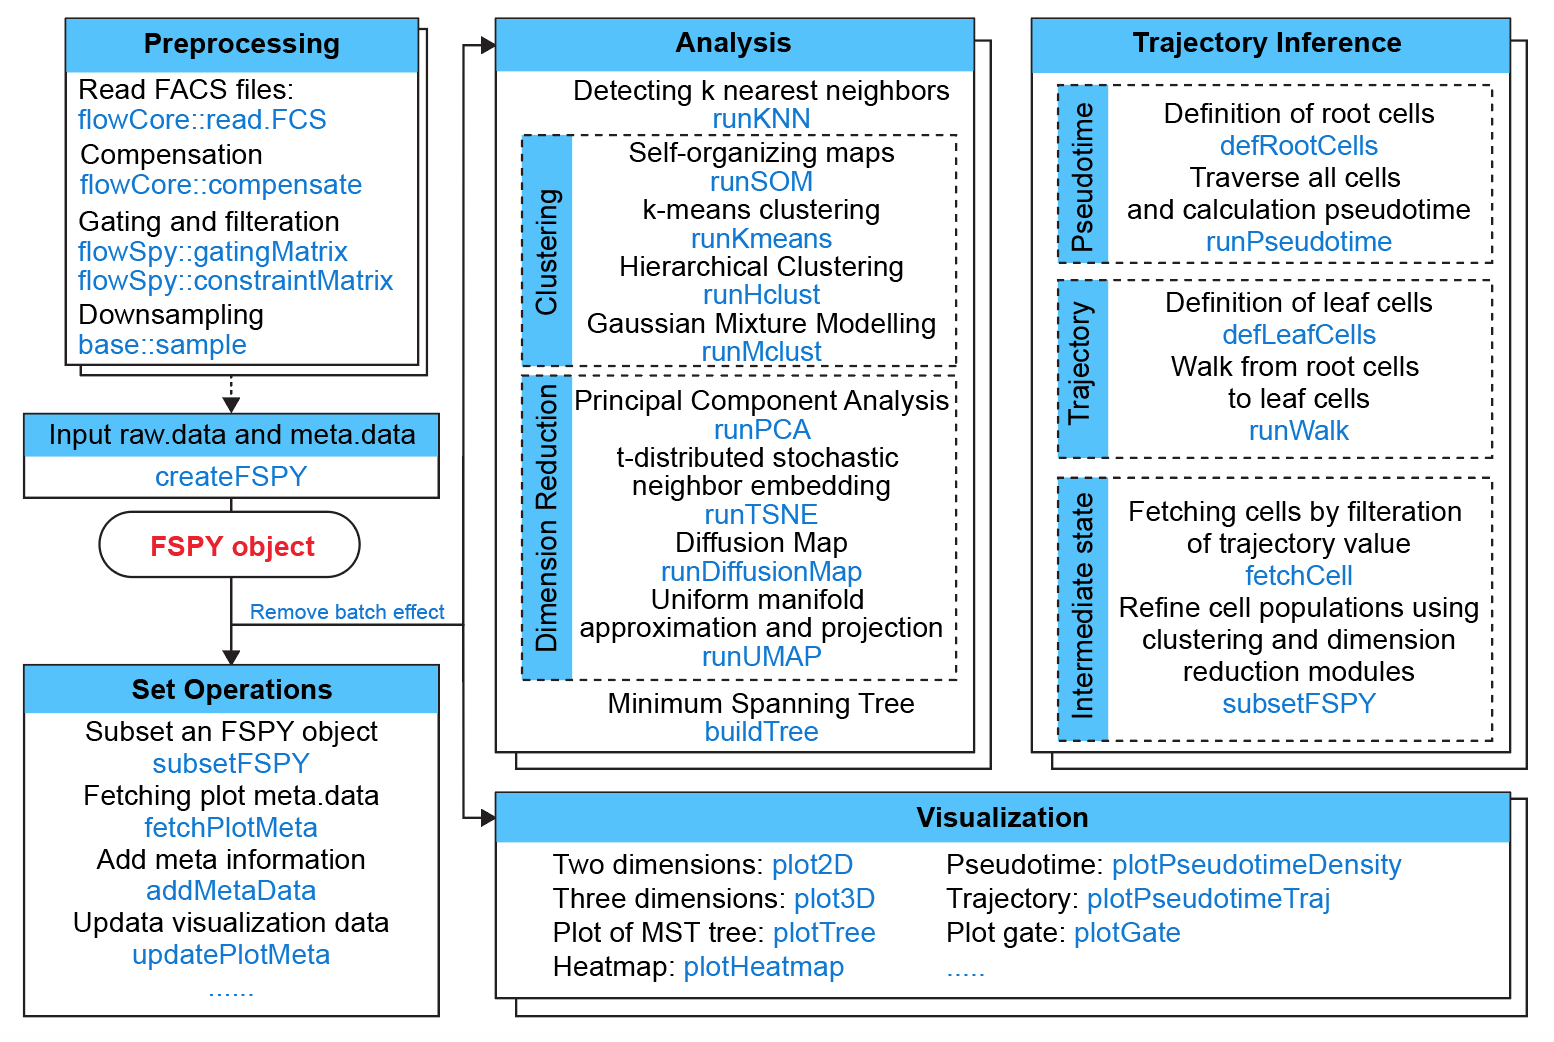 Preprocessing
Read FACS files:
flowCore::read.FCS
Compensation
flowCore::compensate
Gating and filteration
flowSpy::gatingMatrix
flowSpy::constraintMatrix
Downsampling
base::sample
Input raw.data and meta.data
createFSPY
FSPY object
Remove batch effect
Set Operations
Subset an FSPY object
subsetFSPY
Fetching plot meta.data
fetchPlotMeta
Add meta information
addMetaData
Updata visualization data
updatePlotMeta
......
Analysis
Detecting k nearest neighbors
runKNN
Clustering
Self-organizing maps
runSOM
k-means clustering
runKmeans
Hierarchical Clustering
runHclust
Gaussian Mixture Modelling
runMclust
Dimension Reduction
Principal Component Analysis
runPCA
t-distributed stochastic
neighbor embedding
runTSNE
Diffusion Map
runDiffusionMap
Uniform manifold
approximation and projection
runUMAP
Minimum Spanning Tree
buildTree
Trajectory Inference
Pseudotime
Definition of root cells
defRootCells
Traverse all cells
and calculation pseudotime
runPseudotime
Trajectory
Definition of leaf cells
defLeafCells
Walk from root cells
to leaf cells
runWalk
Intermediate state
Fetching cells by filteration
of trajectory value
fetchCell
Refine cell populations using
clustering and dimension
reduction modules
subsetFSPY
Visualization
Two dimensions: plot2D
Three dimensions: plot3D
Plot of MST tree: plotTree
Heatmap: plotHeatmap
Pseudotime: plotPseudotimeDensity
Trajectory: plotPseudotimeTraj
Plot gate: plotGate
.....